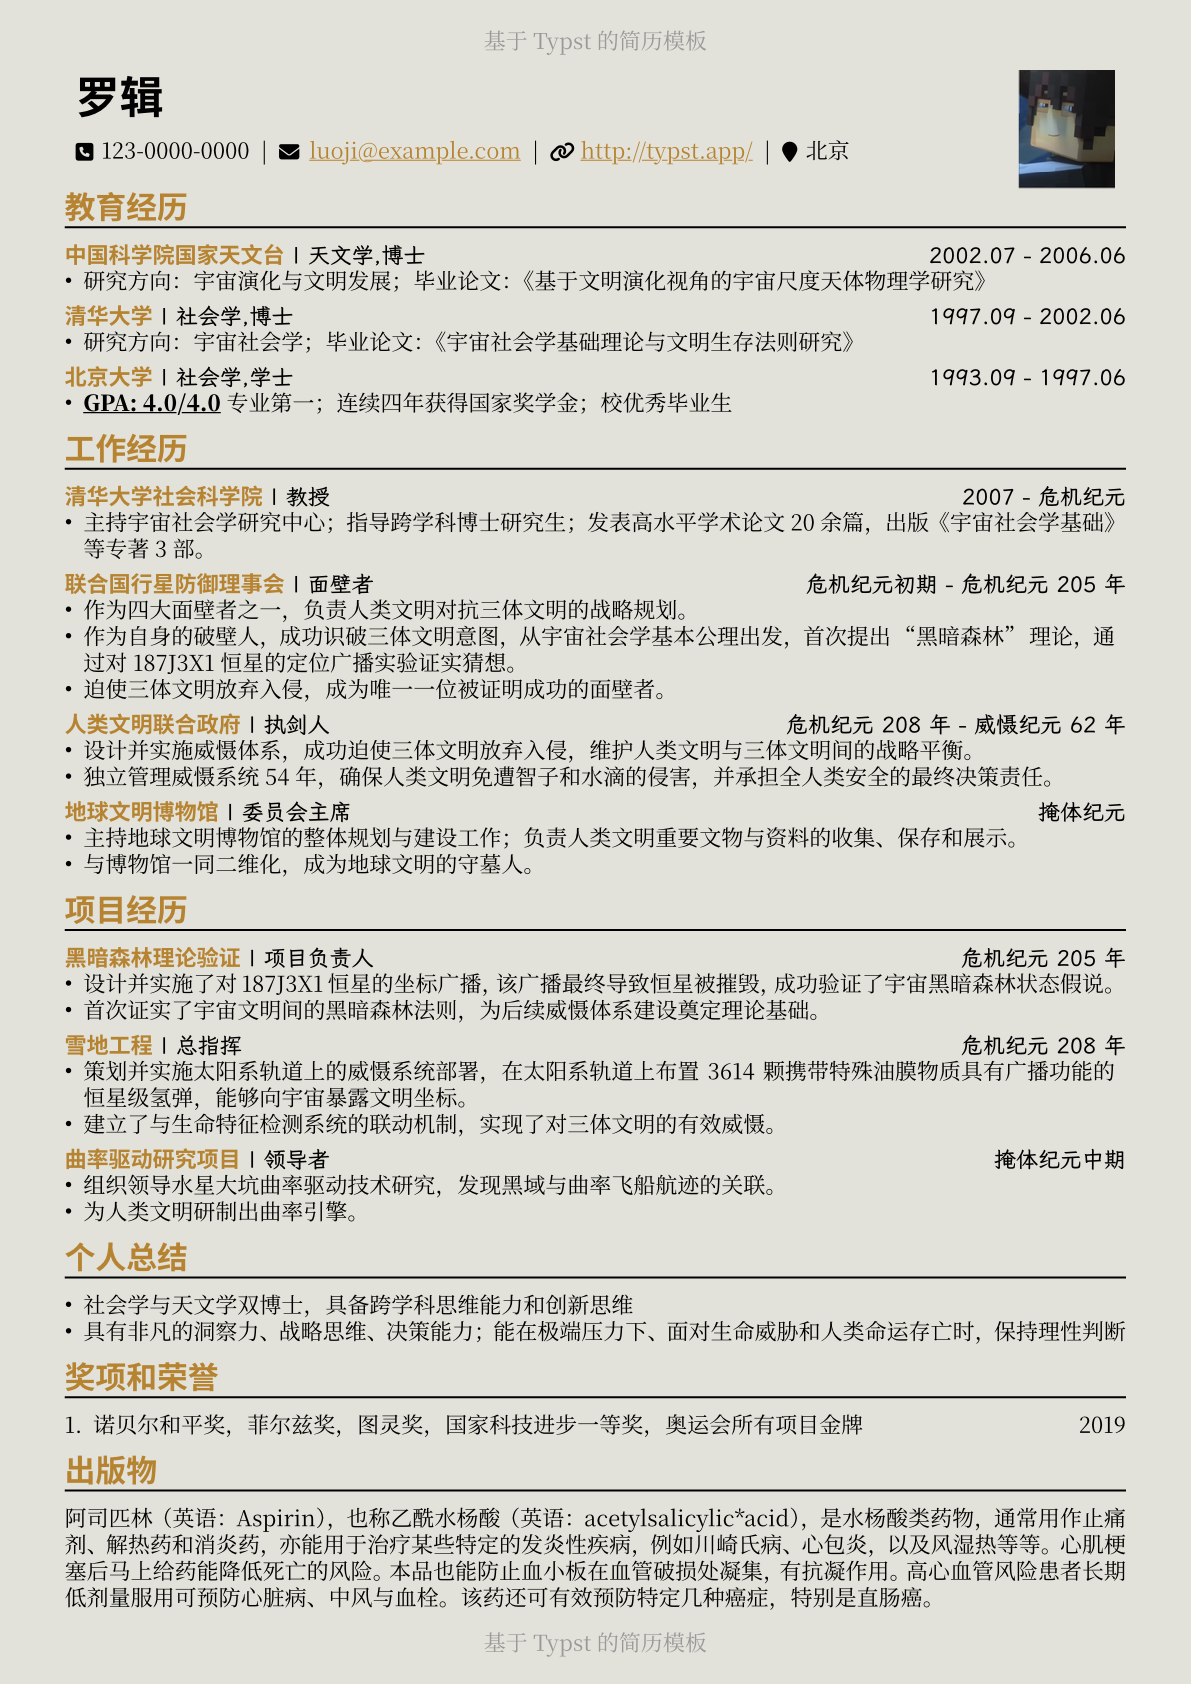 基于 Typst 的简历模板
罗辑
123-0000-0000 | luoji@example.com | http://typst.app/ | 北京
教育经历
中国科学院国家天文台 | 天文学,博士 2002.07 - 2006.06
• 研究方向：宇宙演化与文明发展；毕业论文：《基于文明演化视角的宇宙尺度天体物理学研究》
清华大学 | 社会学,博士 1997.09 - 2002.06
• 研究方向：宇宙社会学；毕业论文：《宇宙社会学基础理论与文明生存法则研究》
北京大学 | 社会学,学士 1993.09 - 1997.06
• GPA: 4.0/4.0 专业第一；连续四年获得国家奖学金；校优秀毕业生
工作经历
清华大学社会科学院 | 教授 2007 - 危机纪元
• 主持宇宙社会学研究中心；指导跨学科博士研究生；发表高水平学术论文 20 余篇，出版《宇宙社会学基础》
等专著 3 部。
联合国行星防御理事会 | 面壁者 危机纪元初期 - 危机纪元 205 年
• 作为四大面壁者之一，负责人类文明对抗三体文明的战略规划。
• 作为自身的破壁人，成功识破三体文明意图，从宇宙社会学基本公理出发，首次提出“黑暗森林”理论，通
过对 187J3X1 恒星的定位广播实验证实猜想。
• 迫使三体文明放弃入侵，成为唯一一位被证明成功的面壁者。
人类文明联合政府 | 执剑人 危机纪元 208 年 - 威慑纪元 62 年
• 设计并实施威慑体系，成功迫使三体文明放弃入侵，维护人类文明与三体文明间的战略平衡。
• 独立管理威慑系统 54 年，确保人类文明免遭智子和水滴的侵害，并承担全人类安全的最终决策责任。
地球文明博物馆 | 委员会主席 掩体纪元
• 主持地球文明博物馆的整体规划与建设工作；负责人类文明重要文物与资料的收集、保存和展示。
• 与博物馆一同二维化，成为地球文明的守墓人。
项目经历
黑暗森林理论验证 | 项目负责人 危机纪元 205 年
• 设计并实施了对 187J3X1 恒星的坐标广播，该广播最终导致恒星被摧毁，成功验证了宇宙黑暗森林状态假说。
• 首次证实了宇宙文明间的黑暗森林法则，为后续威慑体系建设奠定理论基础。
雪地工程 | 总指挥 危机纪元 208 年
• 策划并实施太阳系轨道上的威慑系统部署，在太阳系轨道上布置 3614 颗携带特殊油膜物质具有广播功能的
恒星级氢弹，能够向宇宙暴露文明坐标。
• 建立了与生命特征检测系统的联动机制，实现了对三体文明的有效威慑。
曲率驱动研究项目 | 领导者 掩体纪元中期
• 组织领导水星大坑曲率驱动技术研究，发现黑域与曲率飞船航迹的关联。
• 为人类文明研制出曲率引擎。
个人总结
• 社会学与天文学双博士，具备跨学科思维能力和创新思维
• 具有非凡的洞察力、战略思维、决策能力；能在极端压力下、面对生命威胁和人类命运存亡时，保持理性判断
奖项和荣誉
1. 诺贝尔和平奖，菲尔兹奖，图灵奖，国家科技进步一等奖，奥运会所有项目金牌 2019
出版物
阿司匹林（英语：Aspirin），也称乙酰水杨酸（英语：acetylsalicylic*acid），是水杨酸类药物，通常用作止痛
剂、解热药和消炎药，亦能用于治疗某些特定的发炎性疾病，例如川崎氏病、心包炎，以及风湿热等等。心肌梗
塞后马上给药能降低死亡的风险。本品也能防止血小板在血管破损处凝集，有抗凝作用。高心血管风险患者长期
低剂量服用可预防心脏病、中风与血栓。该药还可有效预防特定几种癌症，特别是直肠癌。
基于 Typst 的简历模板